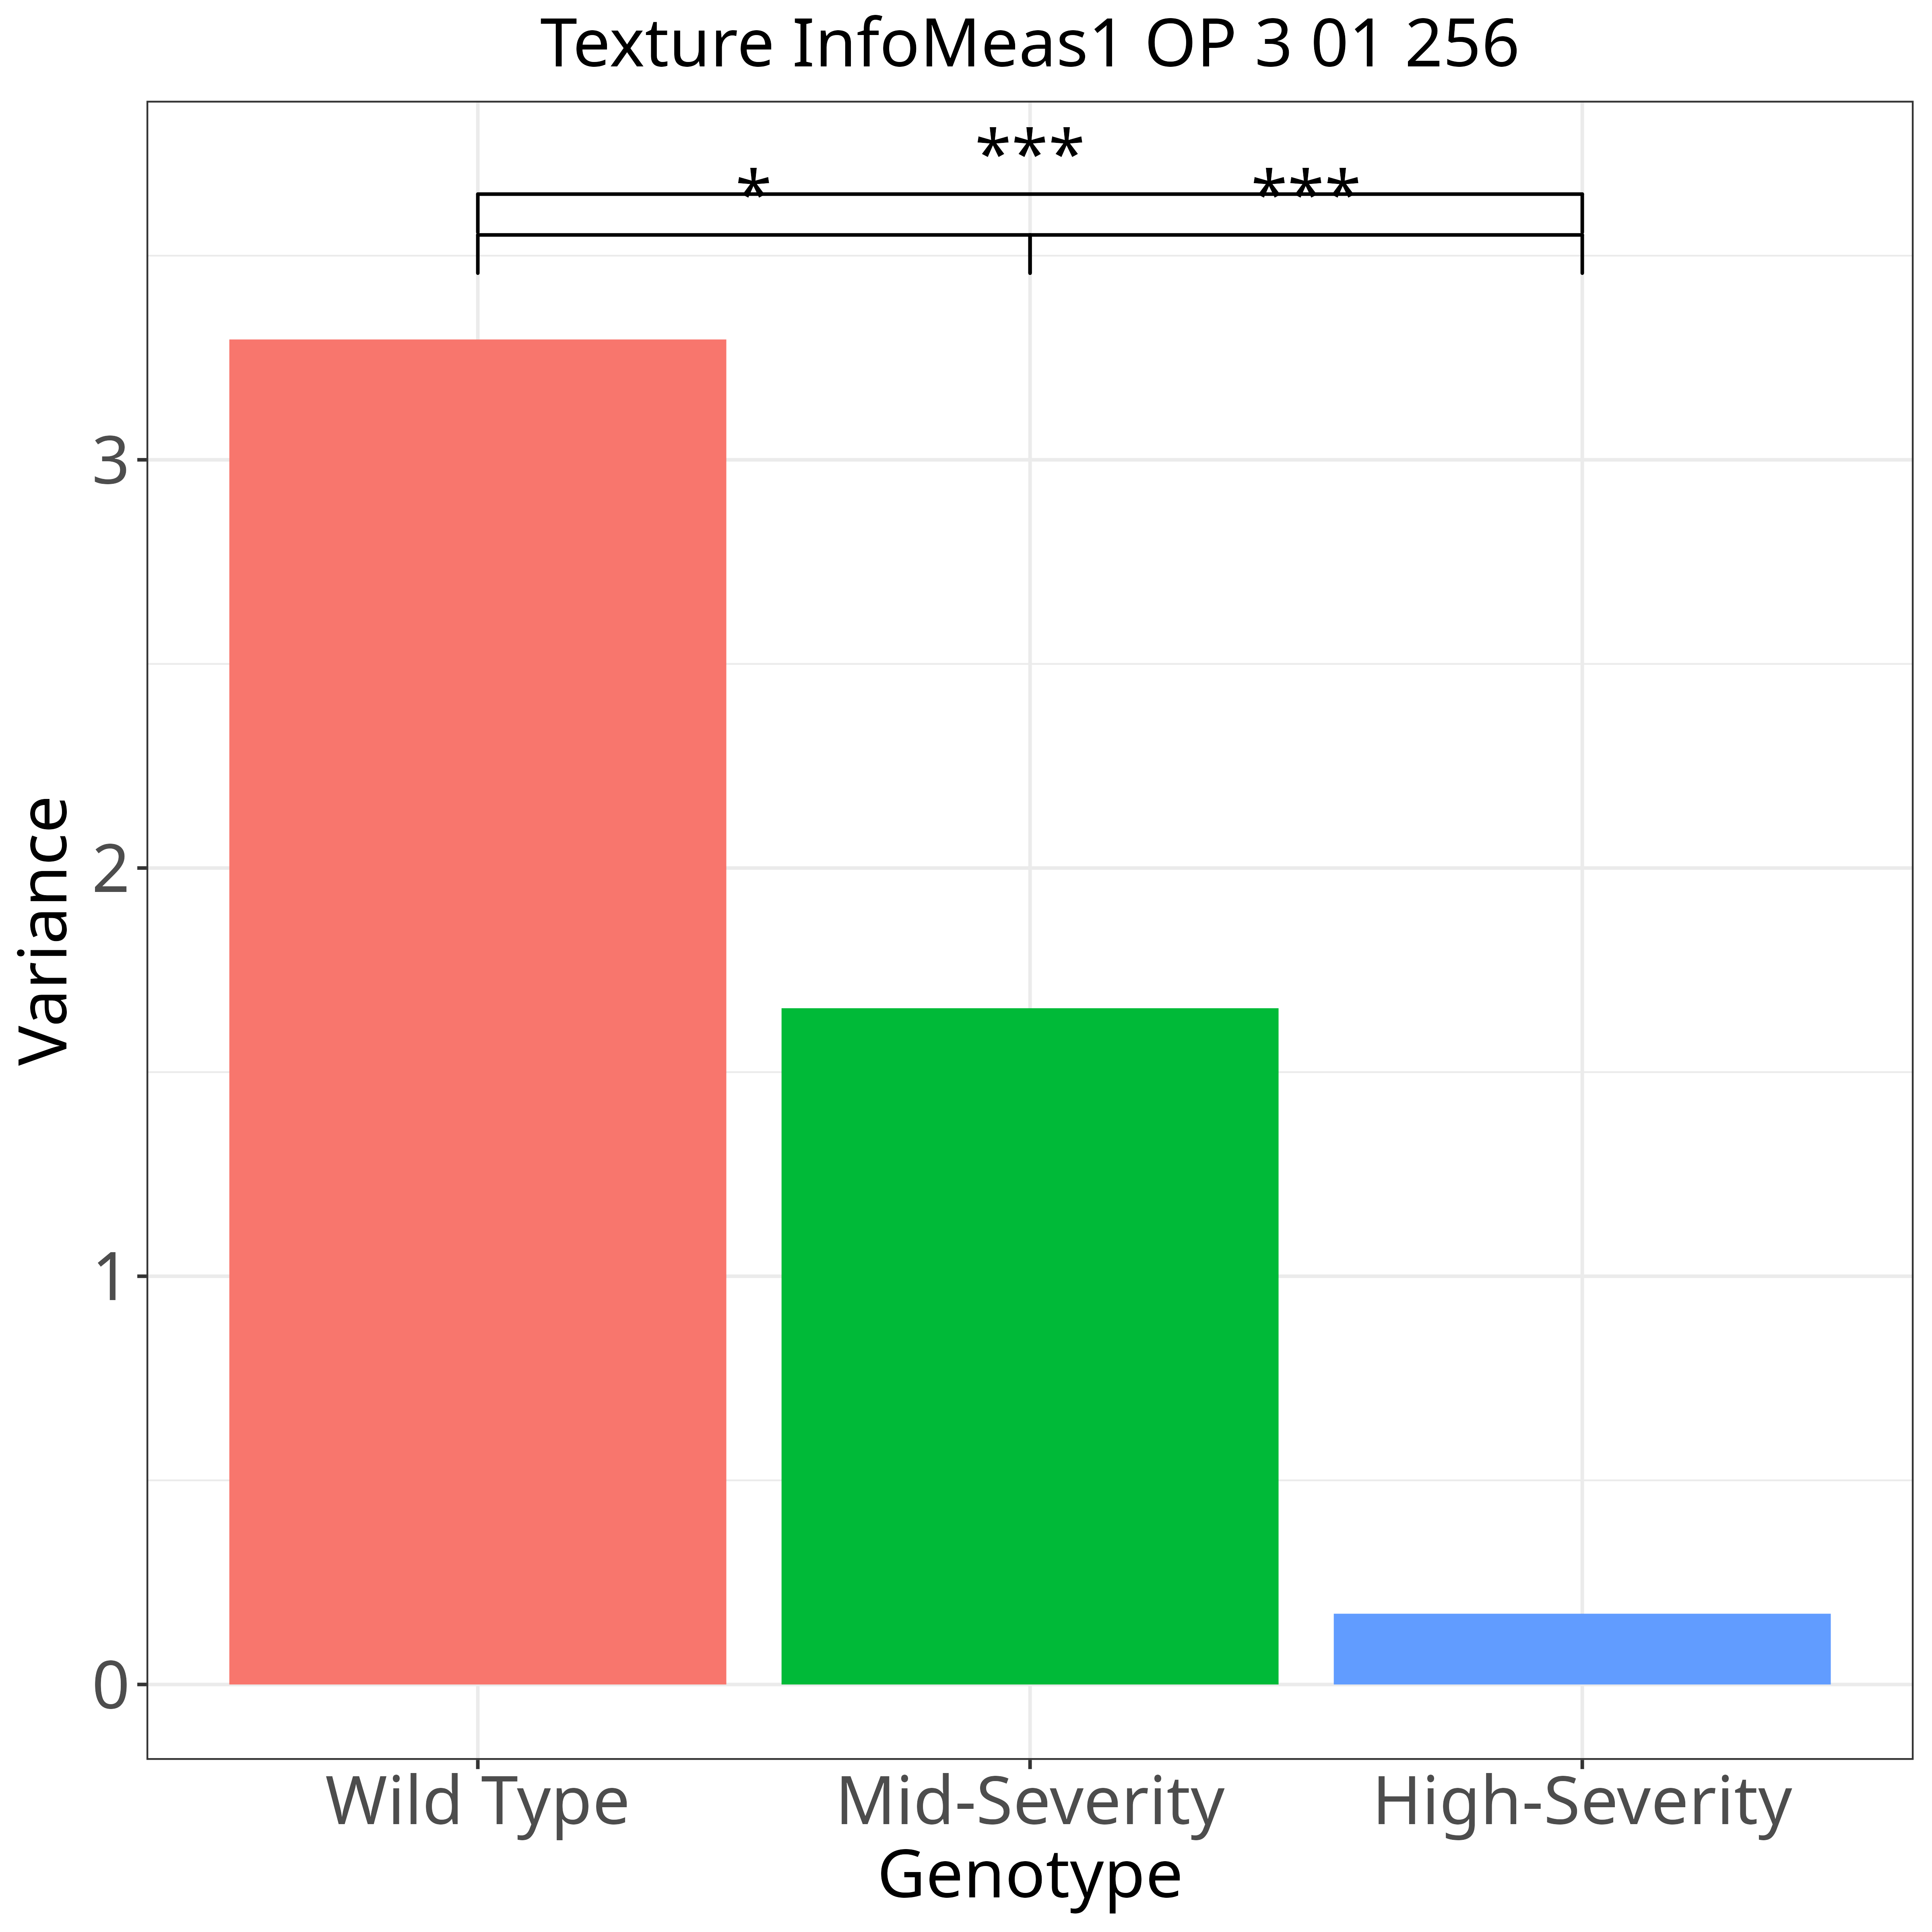 Texture InfoMeas1 OP 3 01 256
***
* ***
3
2
1
0
Variance
Wild Type Mid-Severity High-Severity
Genotype